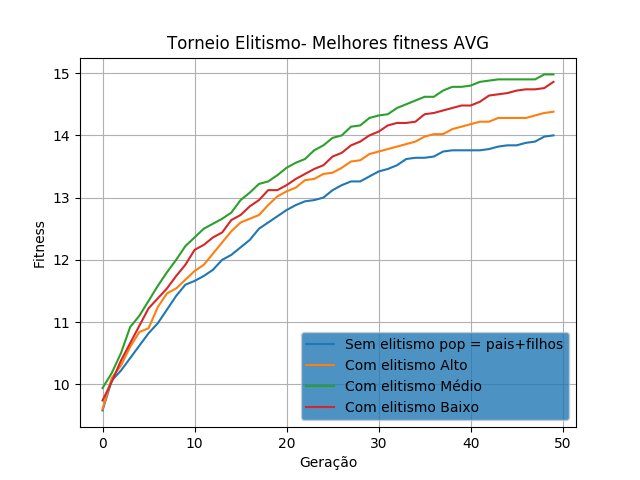 Torneio Elitismo- Melhores fitness AVG
Fitness
15
14
13
12
11
10
0
10
20
30
40
50
Geração
Sem elitismo pop = pais+filhos
Com elitismo Alto
Com elitismo Médio
Com elitismo Baixo